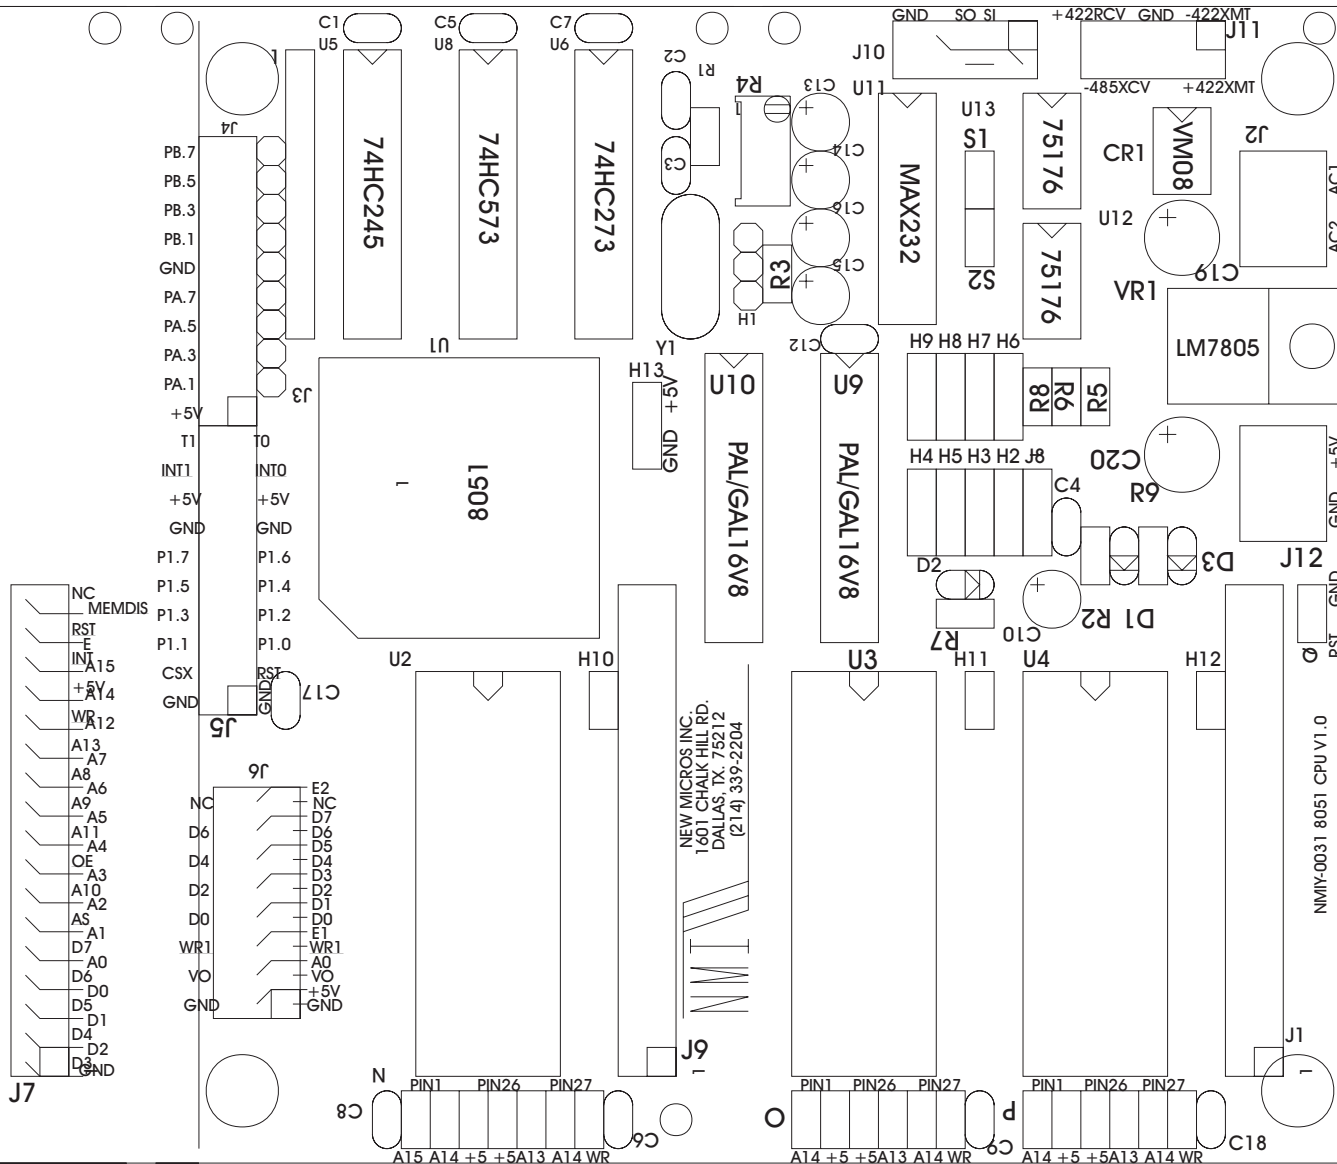 C1
C5
C7
GND SO SI
+422RCV GND -422XMT
U5
U8
U6
J10
J11
C2
R1
R4
C13
U11
-485XCV +422XMT
U13
S1
J4
PB.7
PB.5
PB.3
PB.1
GND
PA.7
PA.5
PA.3
PA.1
+5V
74HC245
74HC573
74HC273
C3
C14
C16
C15
R3
H1
Y1
C12
MAX232
S2
75176
75176
CR1
VM08
J2
AC1
AC2
U12
C19
VR1
LM7805
U1
J3
8051
H13
GND +5V
U10
PAL/GAL16V8
U9
PAL/GAL16V8
H9 H8 H7 H6
R8
R6
R5
H4 H5 H3 H2 J8
C4
C20
R9
GND +5V
J12
D2
R7
C10
R2
D1
D3
RST GND
T1 T0
INT1 INT0
+5V +5V
GND GND
P1.7 P1.6
P1.5 P1.4
P1.3 P1.2
P1.1 P1.0
CSX RST
GND GND
J5
C17
U2
H10
U3
H11
U4
H12
NC
MEMDIS
RST
E
INT
A15
+5V
A14
WR
A12
A13
A7
A8
A6
A9
A5
A11
A4
OE
A3
A10
A2
AS
A1
D7
A0
D6
D0
D5
D1
D4
D2
D3
GND
J7
J6
E2
NC NC
D7
D6 D6
D5
D4 D4
D3
D2 D2
D1
D0 D0
E1
WR1 WR1
A0
VO VO
+5V
GND GND
NEW MICROS INC.
1601 CHALK HILL RD.
DALLAS, TX. 75212
(214) 339-2204
NMI
NMIY-0031 8051 CPU V1.0
J9
J1
N
PIN1 PIN26 PIN27
C8
C6
A15 A14 +5 +5A13 A14 WR
O
PIN1 PIN26 PIN27
C9
A14 +5 +5A13 A14 WR
P
PIN1 PIN26 PIN27
C18
A14 +5 +5A13 A14 WR